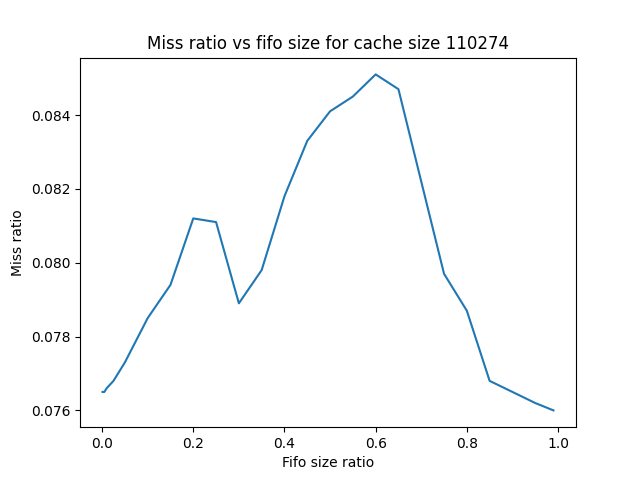 Miss ratio vs fifo size for cache size 110274
Miss ratio
0.084
0.082
0.080
0.078
0.076
0.0 0.2 0.4 0.6 0.8 1.0
Fifo size ratio